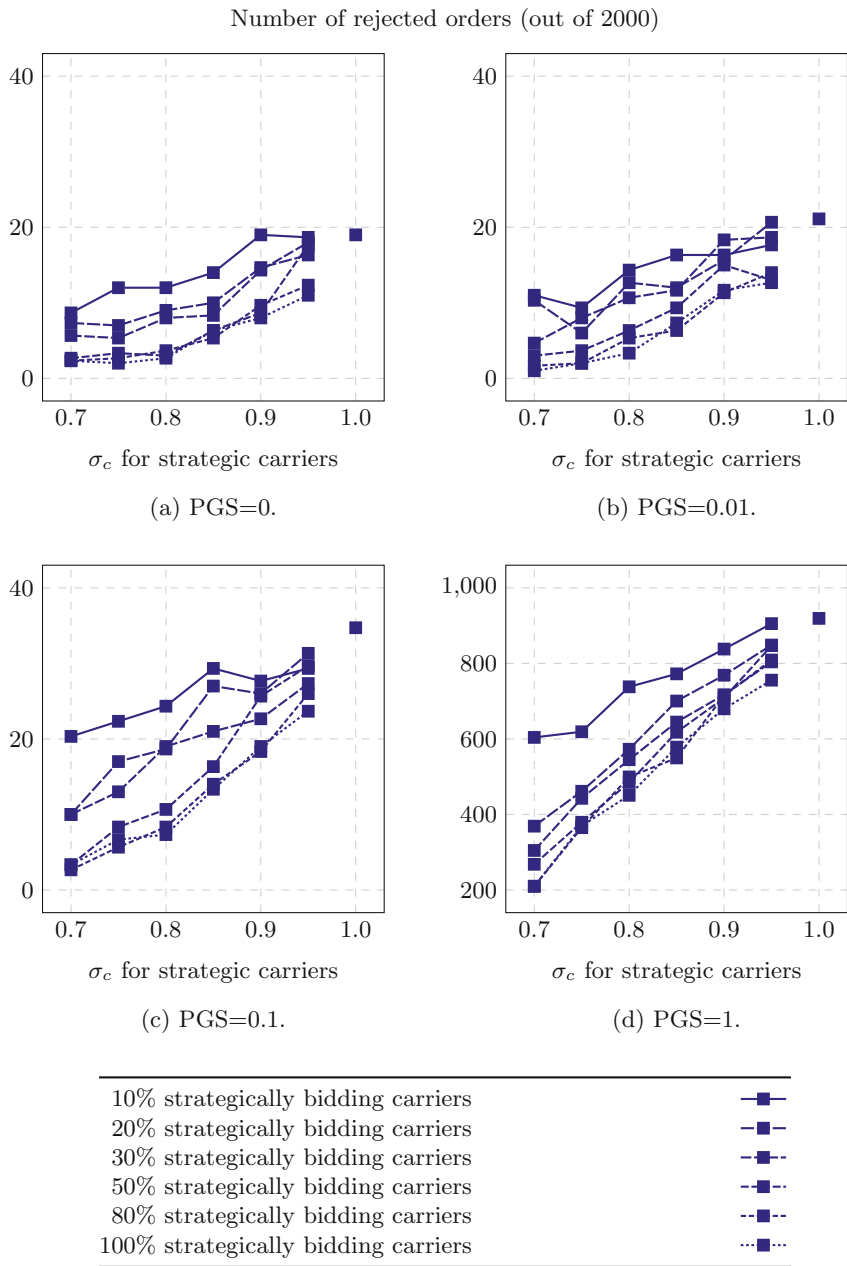 Number of rejected orders (out of 2000)
40
20
0
0.7 0.8 0.9 1.0
σc for strategic carriers
(a) PGS=0.
40
20
0
0.7 0.8 0.9 1.0
σc for strategic carriers
(b) PGS=0.01.
40
20
0
0.7 0.8 0.9 1.0
σc for strategic carriers
(c) PGS=0.1.
1,000
800
600
400
200
0.7 0.8 0.9 1.0
σc for strategic carriers
(d) PGS=1.
10% strategically bidding carriers
20% strategically bidding carriers
30% strategically bidding carriers
50% strategically bidding carriers
80% strategically bidding carriers
100% strategically bidding carriers